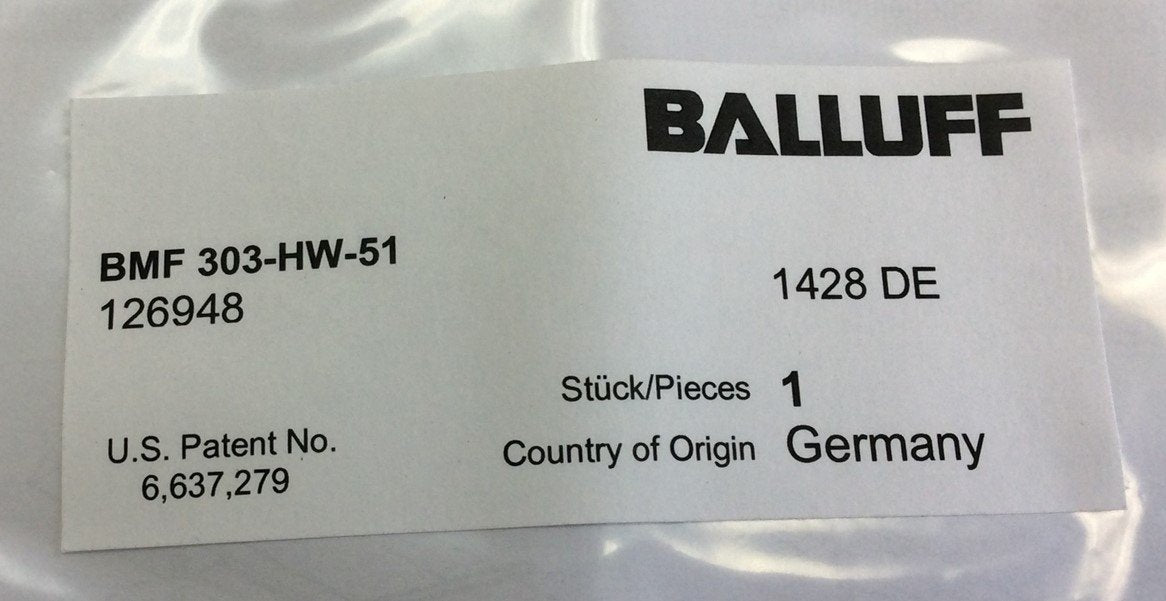 BALLUFF
BMF 303-HW-51
126948
1428 DE
Stück/Pieces 1
Country of Origin Germany
U.S. Patent No.
6,637,279